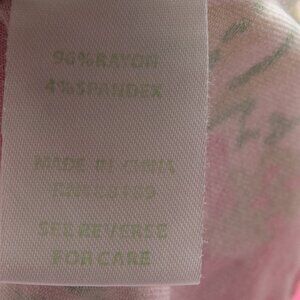 96% RAYON
4% SPANDEX
MADE IN CHINA
SEE REVERSE
FOR CARE